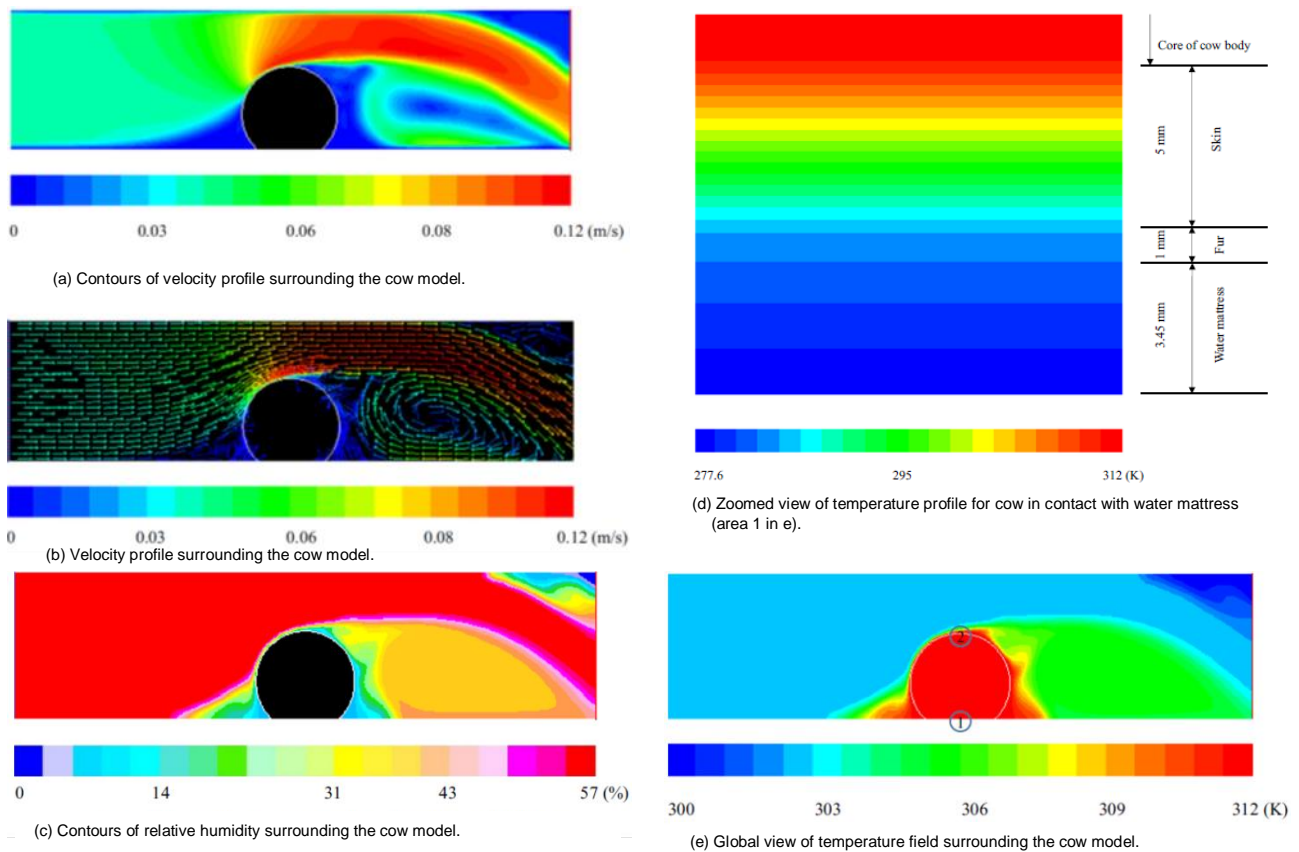 0 0.03 0.06 0.08 0.12 (m/s)
(a) Contours of velocity profile surrounding the cow model.
0 0.03 0.06 0.08 0.12 (m/s)
(b) Velocity profile surrounding the cow model.
0 14 31 43 57 (%)
(c) Contours of relative humidity surrounding the cow model.
Core of cow body
5 mm
Skin
1 mm
Fur
3.45 mm
Water mattress
277.6 295 312 (K)
(d) Zoomed view of temperature profile for cow in contact with water mattress
(area 1 in e).
2
1
300 303 306 309 312 (K)
(e) Global view of temperature field surrounding the cow model.